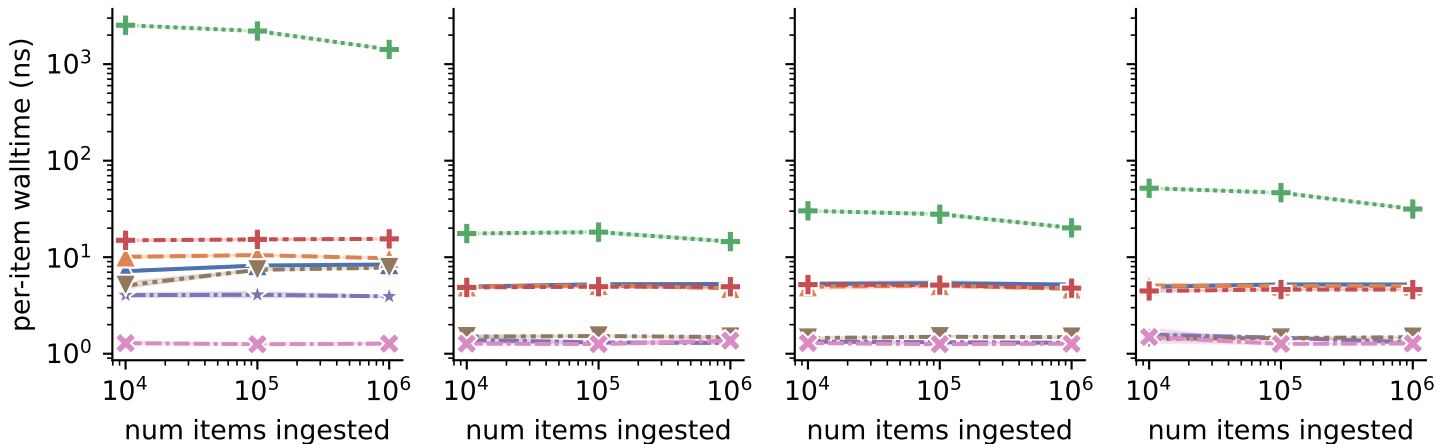 per-item walltime (ns)
10³
10²
10¹
10⁰
10⁴ 10⁵ 10⁶
10⁴ 10⁵ 10⁶
10⁴ 10⁵ 10⁶
10⁴ 10⁵ 10⁶
num items ingested
num items ingested
num items ingested
num items ingested